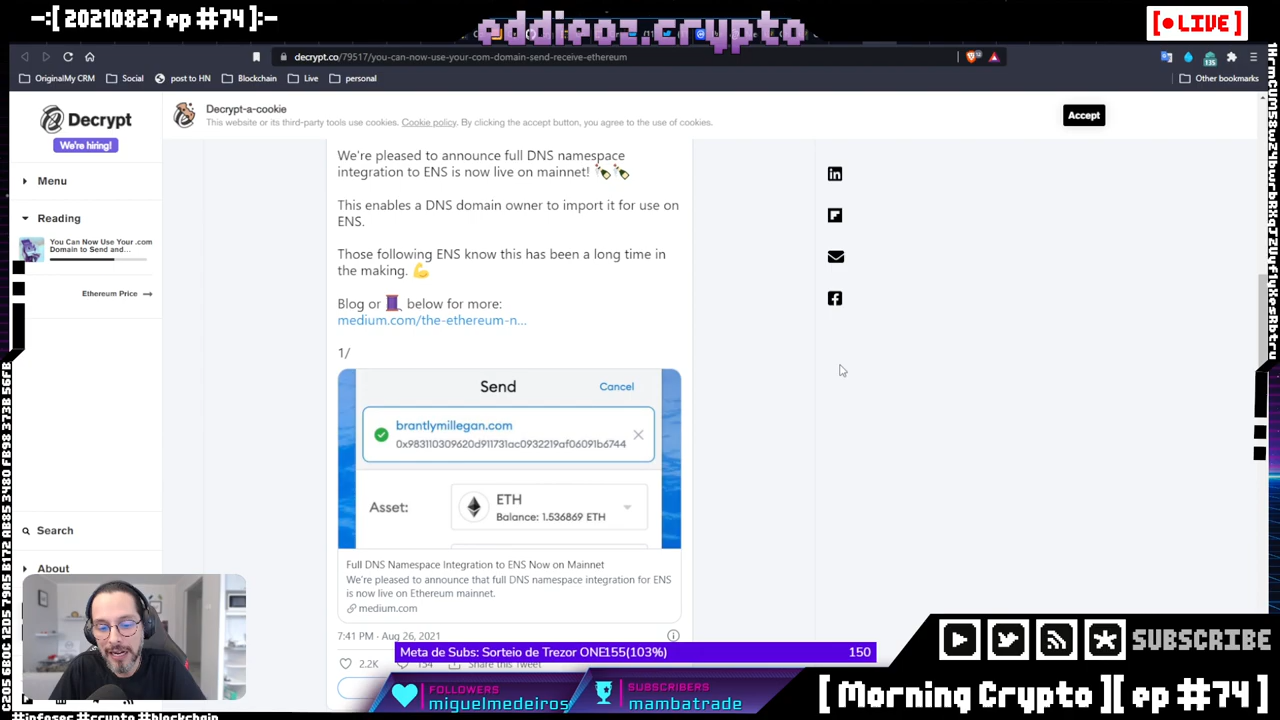 -:[ 20210827 ep #74 ]:-
eddieoz.crypto
[● LIVE]
decrypt.co/79517/you-can-now-use-your-com-domain-send-receive-ethereum
OriginalMy CRM
Social
post to HN
Blockchain
Live
personal
Other bookmarks
Decrypt
We're hiring!
Decrypt-a-cookie
This website or its third-party tools use cookies. Cookie policy. By clicking the accept button, you agree to the use of cookies.
Accept
Menu
Reading
You Can Now Use Your .com
Domain to Send and...
Ethereum Price →
Search
About
We're pleased to announce full DNS namespace
integration to ENS is now live on mainnet! 🍾🍾
This enables a DNS domain owner to import it for use on
ENS.
Those following ENS know this has been a long time in
the making. 💪
Blog or 🧵 below for more:
medium.com/the-ethereum-n...
1/
Send
Cancel
brantlymillegan.com
0x983110309620d911731ac0932219af06091b6744
Asset:
ETH
Balance: 1.536869 ETH
Full DNS Namespace Integration to ENS Now on Mainnet
We're pleased to announce that full DNS namespace integration for ENS
is now live on Ethereum mainnet.
medium.com
7:41 PM · Aug 26, 2021
2.2K
154
Share this Tweet
Meta de Subs: Sorteio de Trezor ONE155(103%)
150
FOLLOWERS
miguelmedeiros
SUBSCRIBERS
mambatrade
SUBSCRIBE
[ Morning Crypto ][ ep #74 ]
#infosec #crypto #blockchain